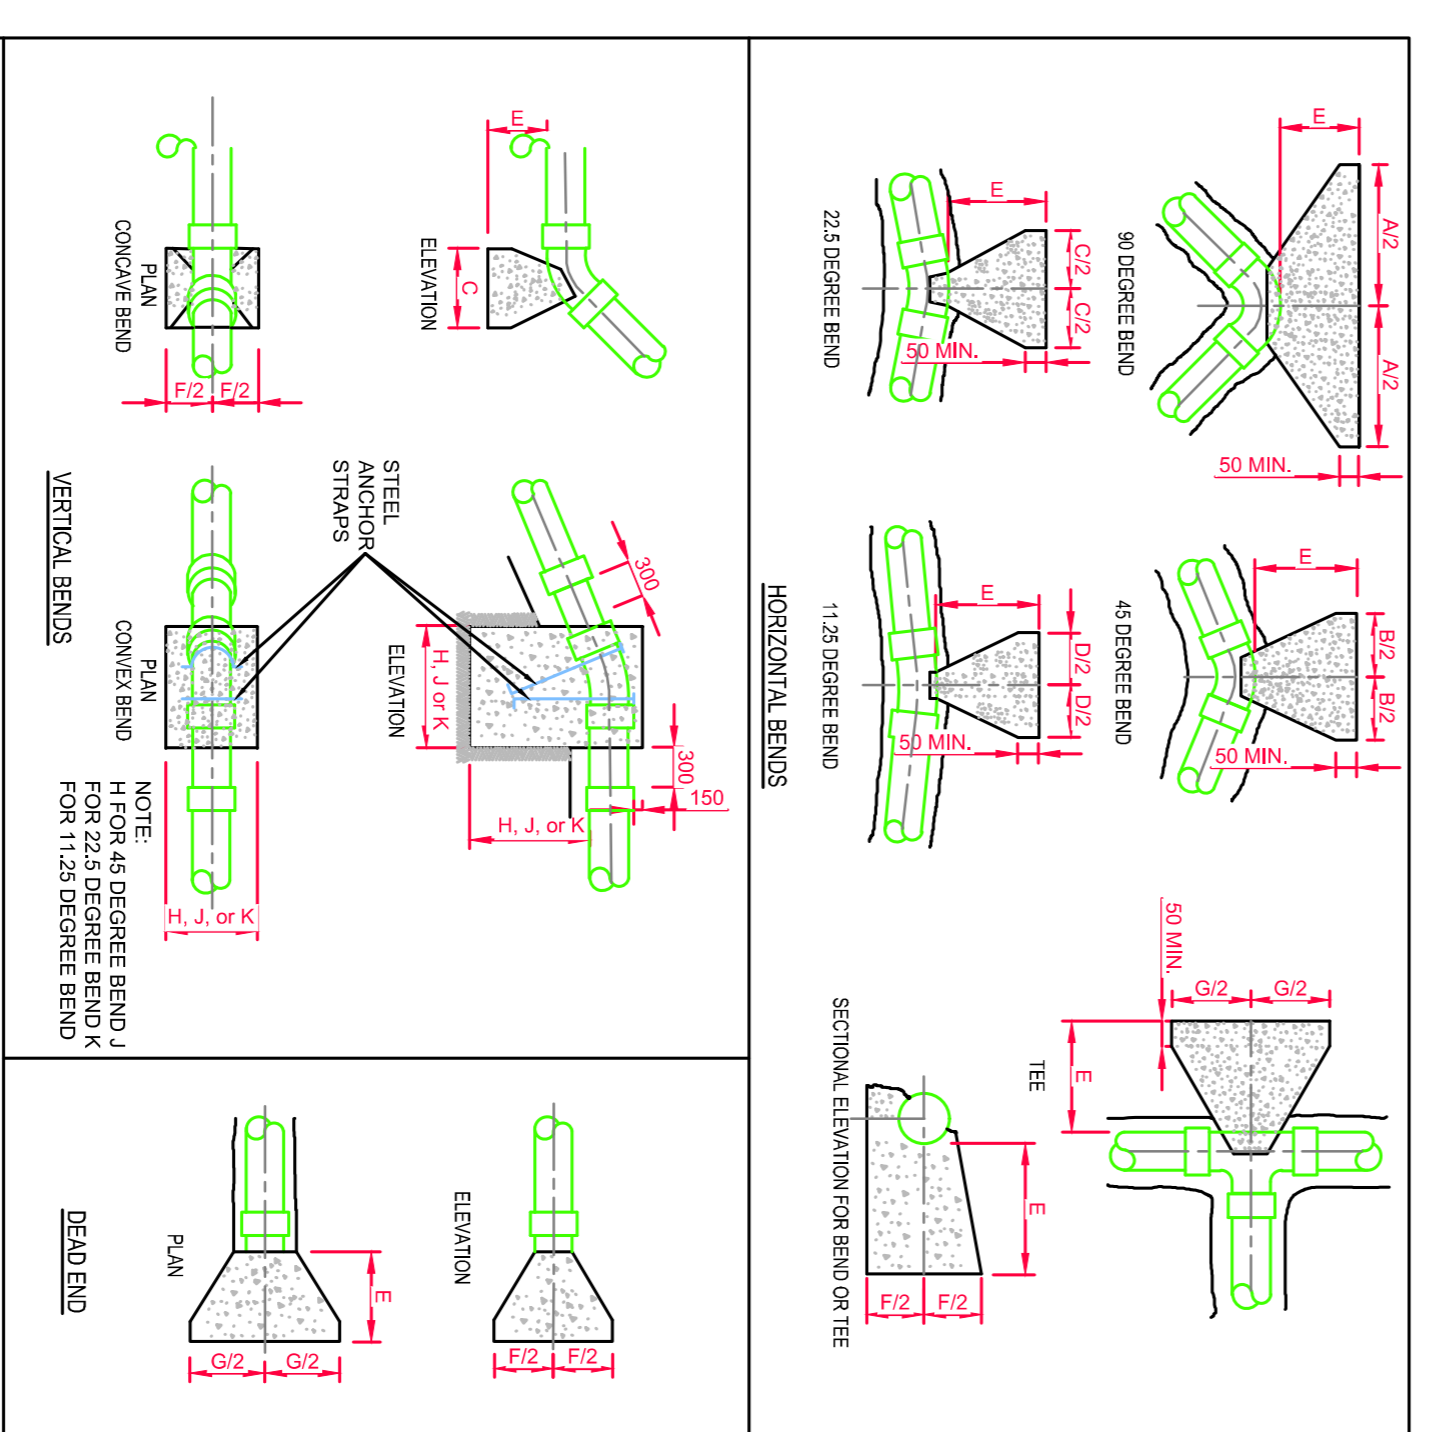 E
A/2
A/2
50 MIN.
90 DEGREE BEND
E
B/2
B/2
50 MIN.
45 DEGREE BEND
50 MIN.
G/2
G/2
E
TEE
E
C/2
C/2
50 MIN.
22.5 DEGREE BEND
E
D/2
D/2
50 MIN.
11.25 DEGREE BEND
E
F/2
F/2
SECTIONAL ELEVATION FOR BEND OR TEE
HORIZONTAL BENDS
E
C
ELEVATION
300
300
150
H, J or K
H, J, or K
ELEVATION
STEEL
ANCHOR
STRAPS
F/2
F/2
PLAN
CONCAVE BEND
H, J, or K
PLAN
CONVEX BEND
NOTE:
H FOR 45 DEGREE BEND J
FOR 22.5 DEGREE BEND K
FOR 11.25 DEGREE BEND
VERTICAL BENDS
ELEVATION
F/2
F/2
E
G/2
G/2
PLAN
DEAD END